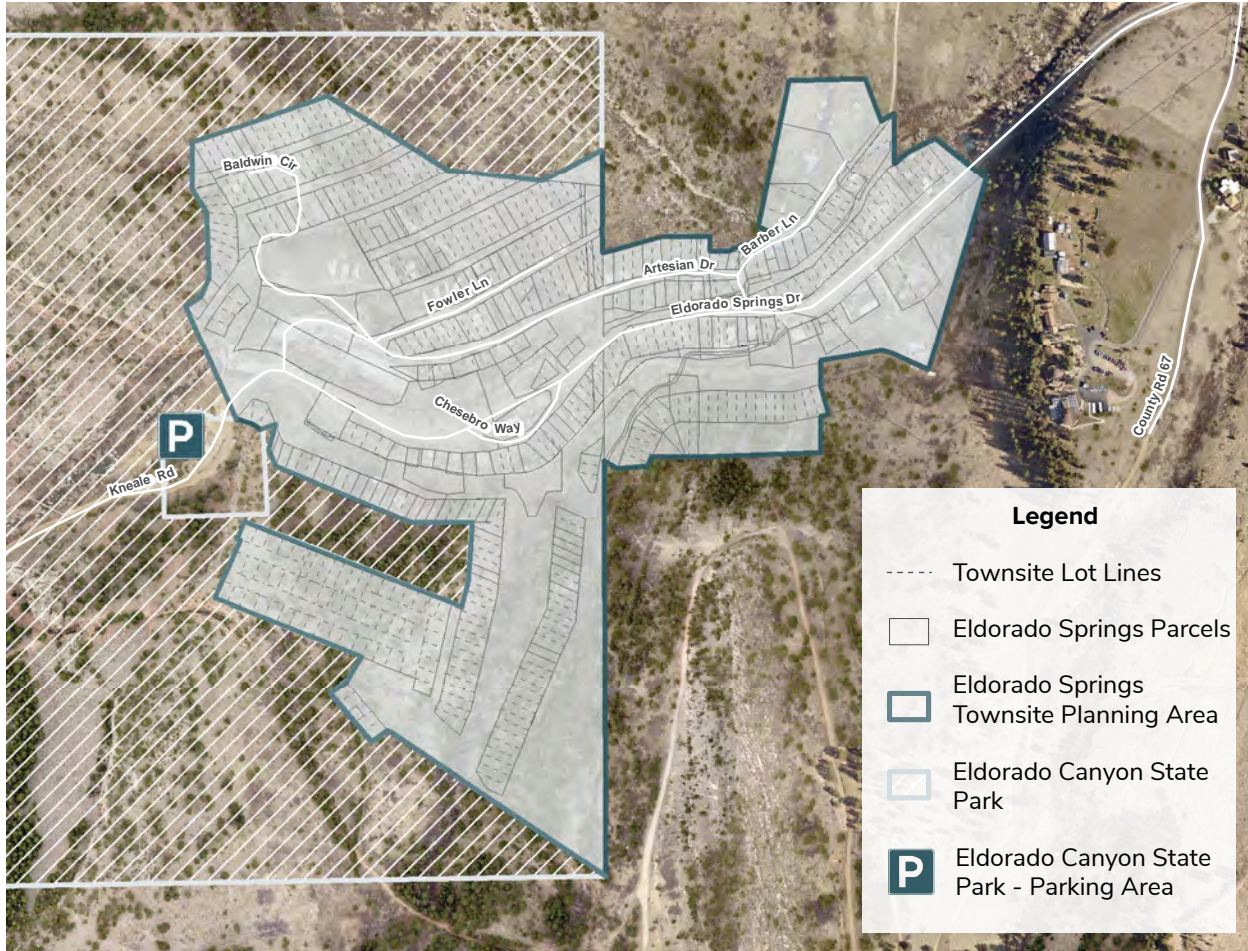 Baldwin Cir
Barber Ln
Artesian Dr
Fowler Ln
Eldorado Springs Dr
Chesebro Way
County Rd 67
P
Kneale Rd
Legend
Townsite Lot Lines
Eldorado Springs Parcels
Eldorado Springs
Townsite Planning Area
Eldorado Canyon State
Park
P
Eldorado Canyon State
Park - Parking Area